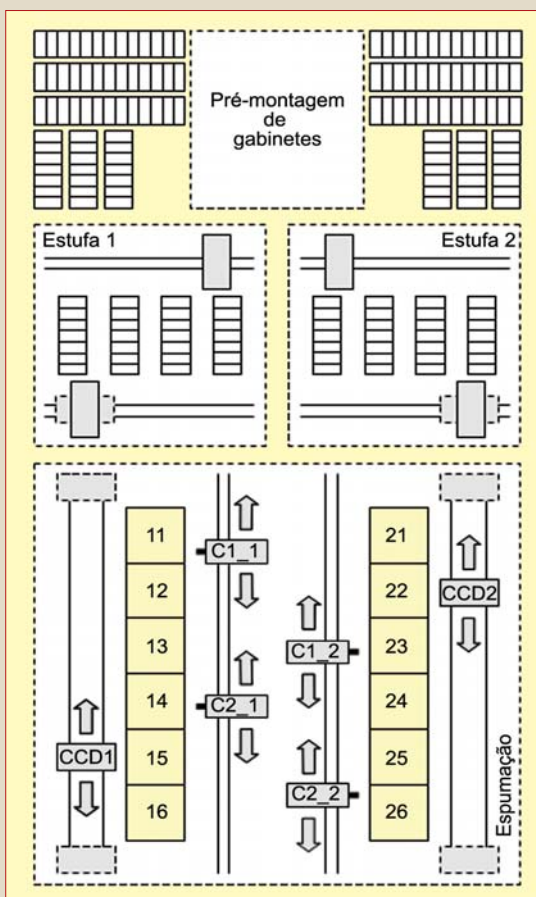 Pré-montagem
de
gabinetes
Estufa 1
Estufa 2
11
12
13
14
15
16
C1_1
C2_1
C1_2
C2_2
21
22
23
24
25
26
CCD1
CCD2
Espumação